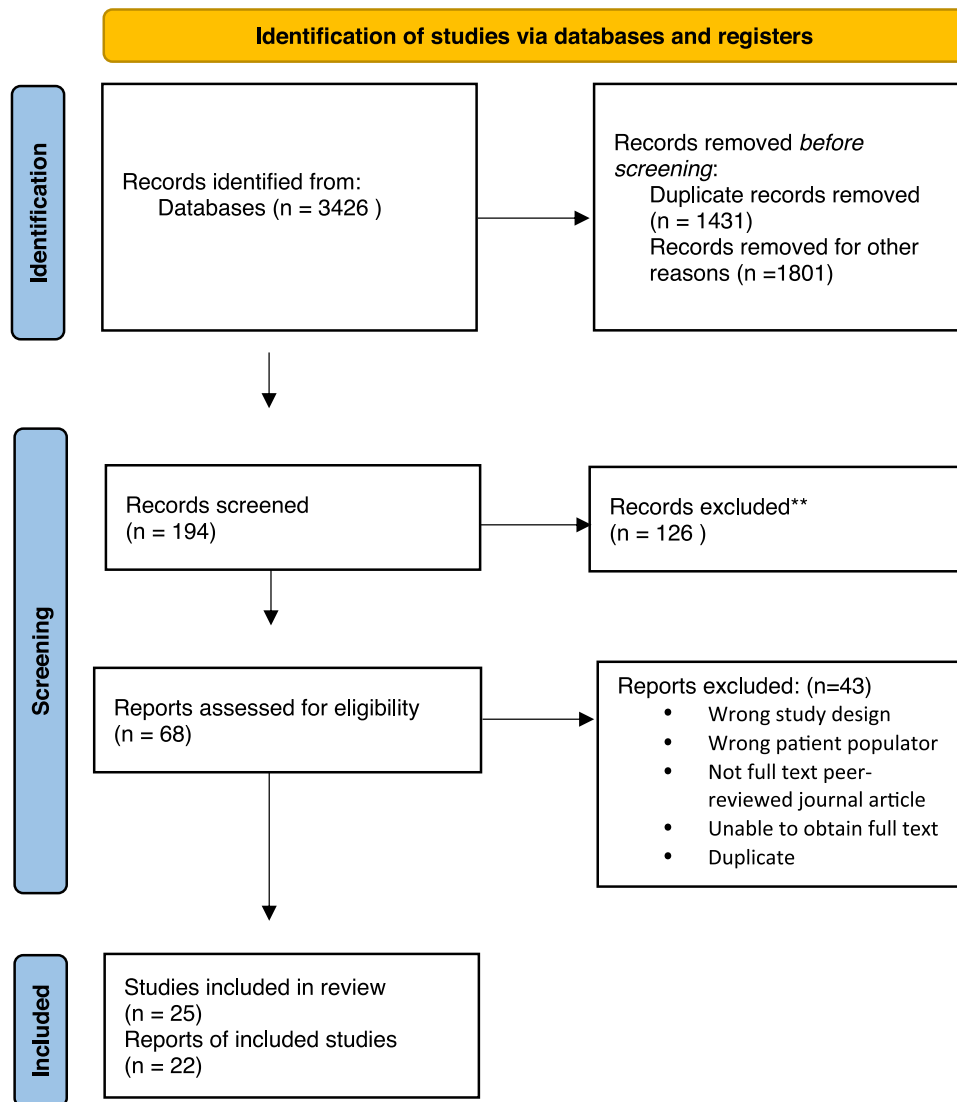 Identification of studies via databases and registers
Identification
Records identified from:
Databases (n = 3426 )
Records removed before
screening:
Duplicate records removed
(n = 1431)
Records removed for other
reasons (n =1801)
Screening
Records screened
(n = 194)
Records excluded**
(n = 126 )
Reports assessed for eligibility
(n = 68)
Reports excluded: (n=43)
• Wrong study design
• Wrong patient populator
• Not full text peer-
reviewed journal article
• Unable to obtain full text
• Duplicate
Included
Studies included in review
(n = 25)
Reports of included studies
(n = 22)